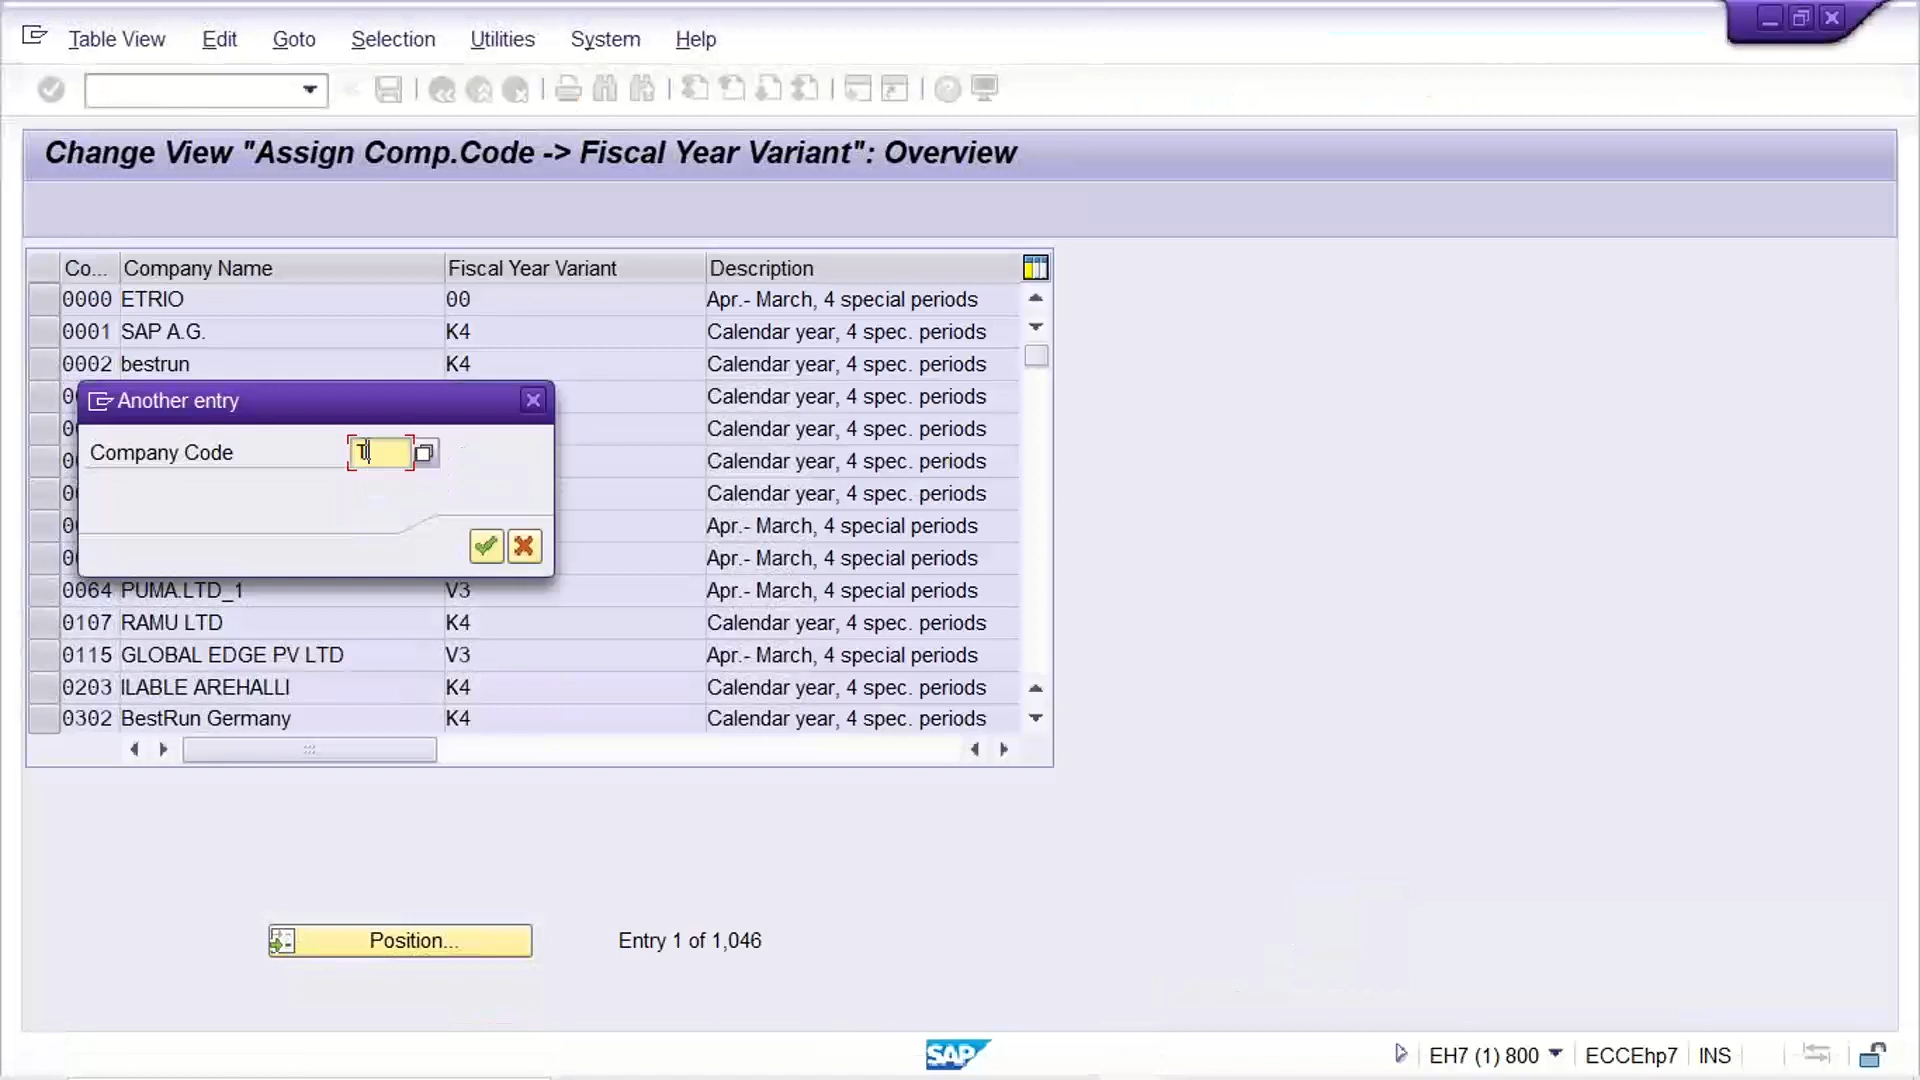 Table View Edit Goto Selection Utilities System Help
Change View "Assign Comp.Code -> Fiscal Year Variant": Overview
Co... Company Name Fiscal Year Variant Description
0000 ETRIO 00 Apr.- March, 4 special periods
0001 SAP A.G. K4 Calendar year, 4 spec. periods
0002 bestrun K4 Calendar year, 4 spec. periods
Calendar year, 4 spec. periods
Another entry
Calendar year, 4 spec. periods
Company Code T
Calendar year, 4 spec. periods
Calendar year, 4 spec. periods
Apr.- March, 4 special periods
Apr.- March, 4 special periods
0064 PUMA.LTD_1 V3 Apr.- March, 4 special periods
0107 RAMU LTD K4 Calendar year, 4 spec. periods
0115 GLOBAL EDGE PV LTD V3 Apr.- March, 4 special periods
0203 ILABLE AREHALLI K4 Calendar year, 4 spec. periods
0302 BestRun Germany K4 Calendar year, 4 spec. periods
Position... Entry 1 of 1,046
SAP EH7 (1) 800 ECCEhp7 INS